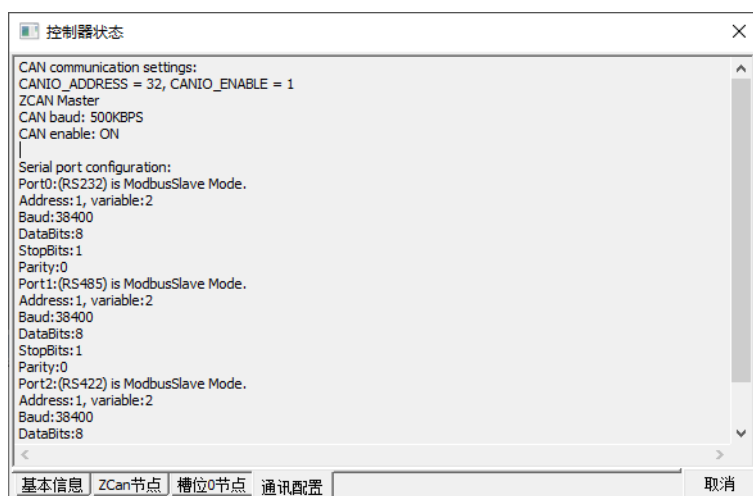 控制器状态
CAN communication settings:
CANIO_ADDRESS = 32, CANIO_ENABLE = 1
ZCAN Master
CAN baud: 500KBPS
CAN enable: ON
Serial port configuration:
Port0:(RS232) is ModbusSlave Mode.
Address:1, variable:2
Baud:38400
DataBits:8
StopBits:1
Parity:0
Port1:(RS485) is ModbusSlave Mode.
Address:1, variable:2
Baud:38400
DataBits:8
StopBits:1
Parity:0
Port2:(RS422) is ModbusSlave Mode.
Address:1, variable:2
Baud:38400
DataBits:8
基本信息 ZCan节点 槽位0节点 通讯配置 取消